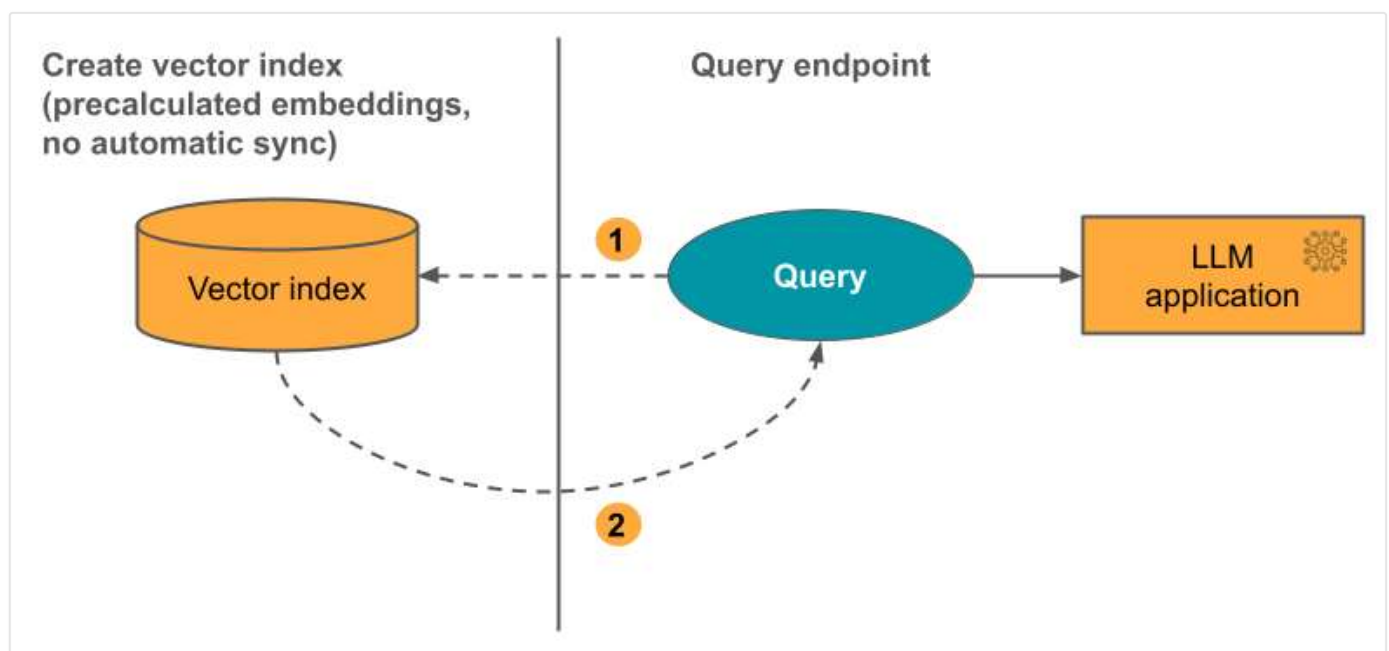 Create vector index
(precalculated embeddings,
no automatic sync)
Query endpoint
Vector index
1
Query
LLM
application
2